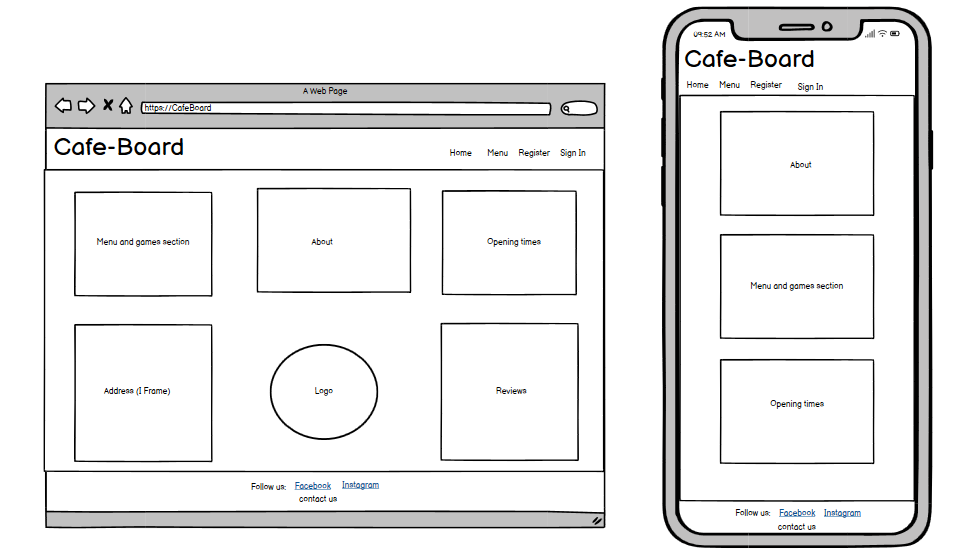 A Web Page
https://CafeBoard
Cafe-Board
Home Menu Register Sign In
Menu and games section
About
Opening times
Address (I Frame)
Logo
Reviews
Follow us: Facebook Instagram
contact us
09:52 AM
Cafe-Board
Home Menu Register Sign In
About
Menu and games section
Opening times
Follow us: Facebook Instagram
contact us